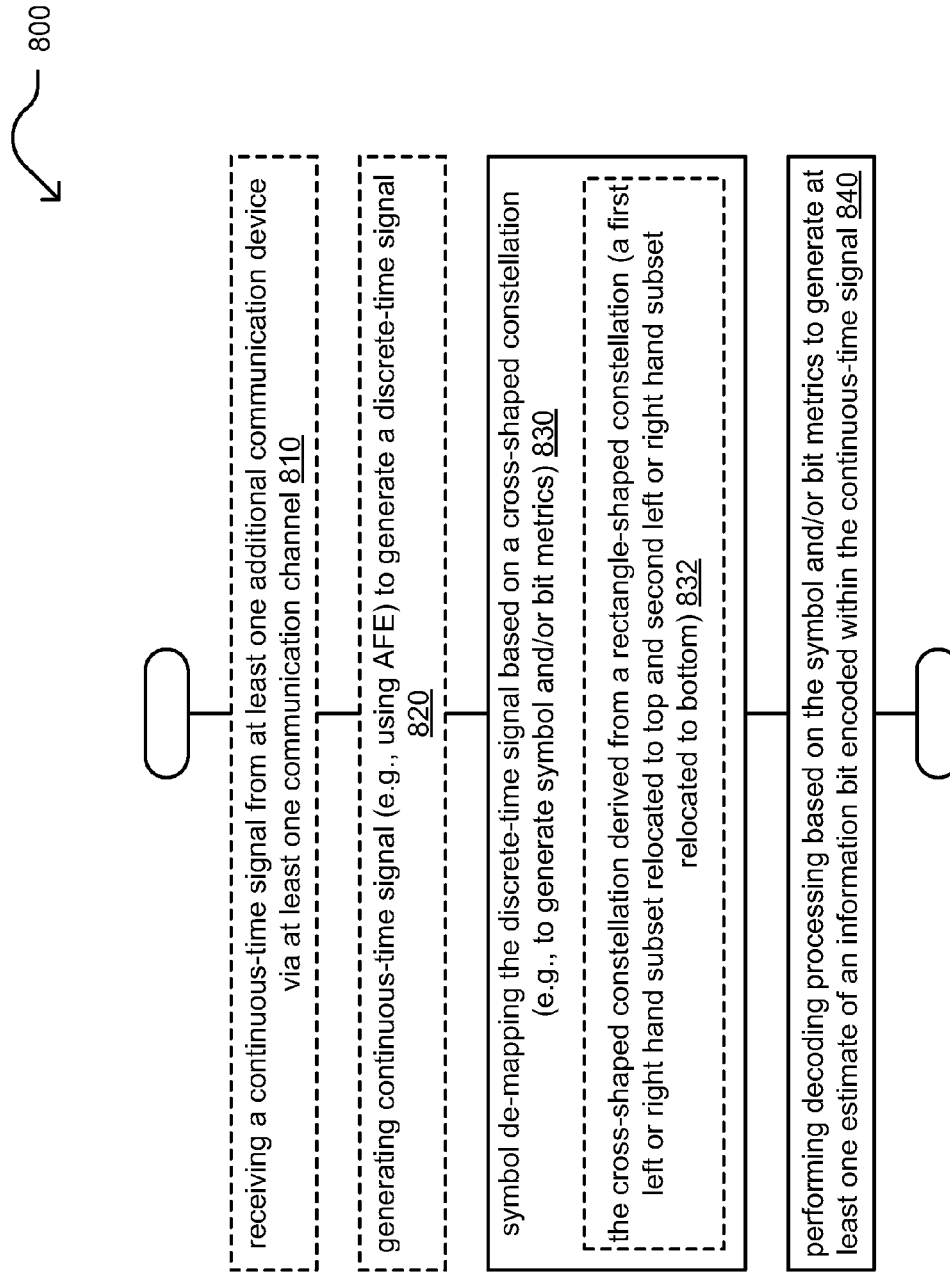 800
receiving a continuous-time signal from at least one additional communication device
via at least one communication channel 810
generating continuous-time signal (e.g., using AFE) to generate a discrete-time signal
820
symbol de-mapping the discrete-time signal based on a cross-shaped constellation
(e.g., to generate symbol and/or bit metrics) 830
the cross-shaped constellation derived from a rectangle-shaped constellation (a first
left or right hand subset relocated to top and second left or right hand subset
relocated to bottom) 832
performing decoding processing based on the symbol and/or bit metrics to generate at
least one estimate of an information bit encoded within the continuous-time signal 840